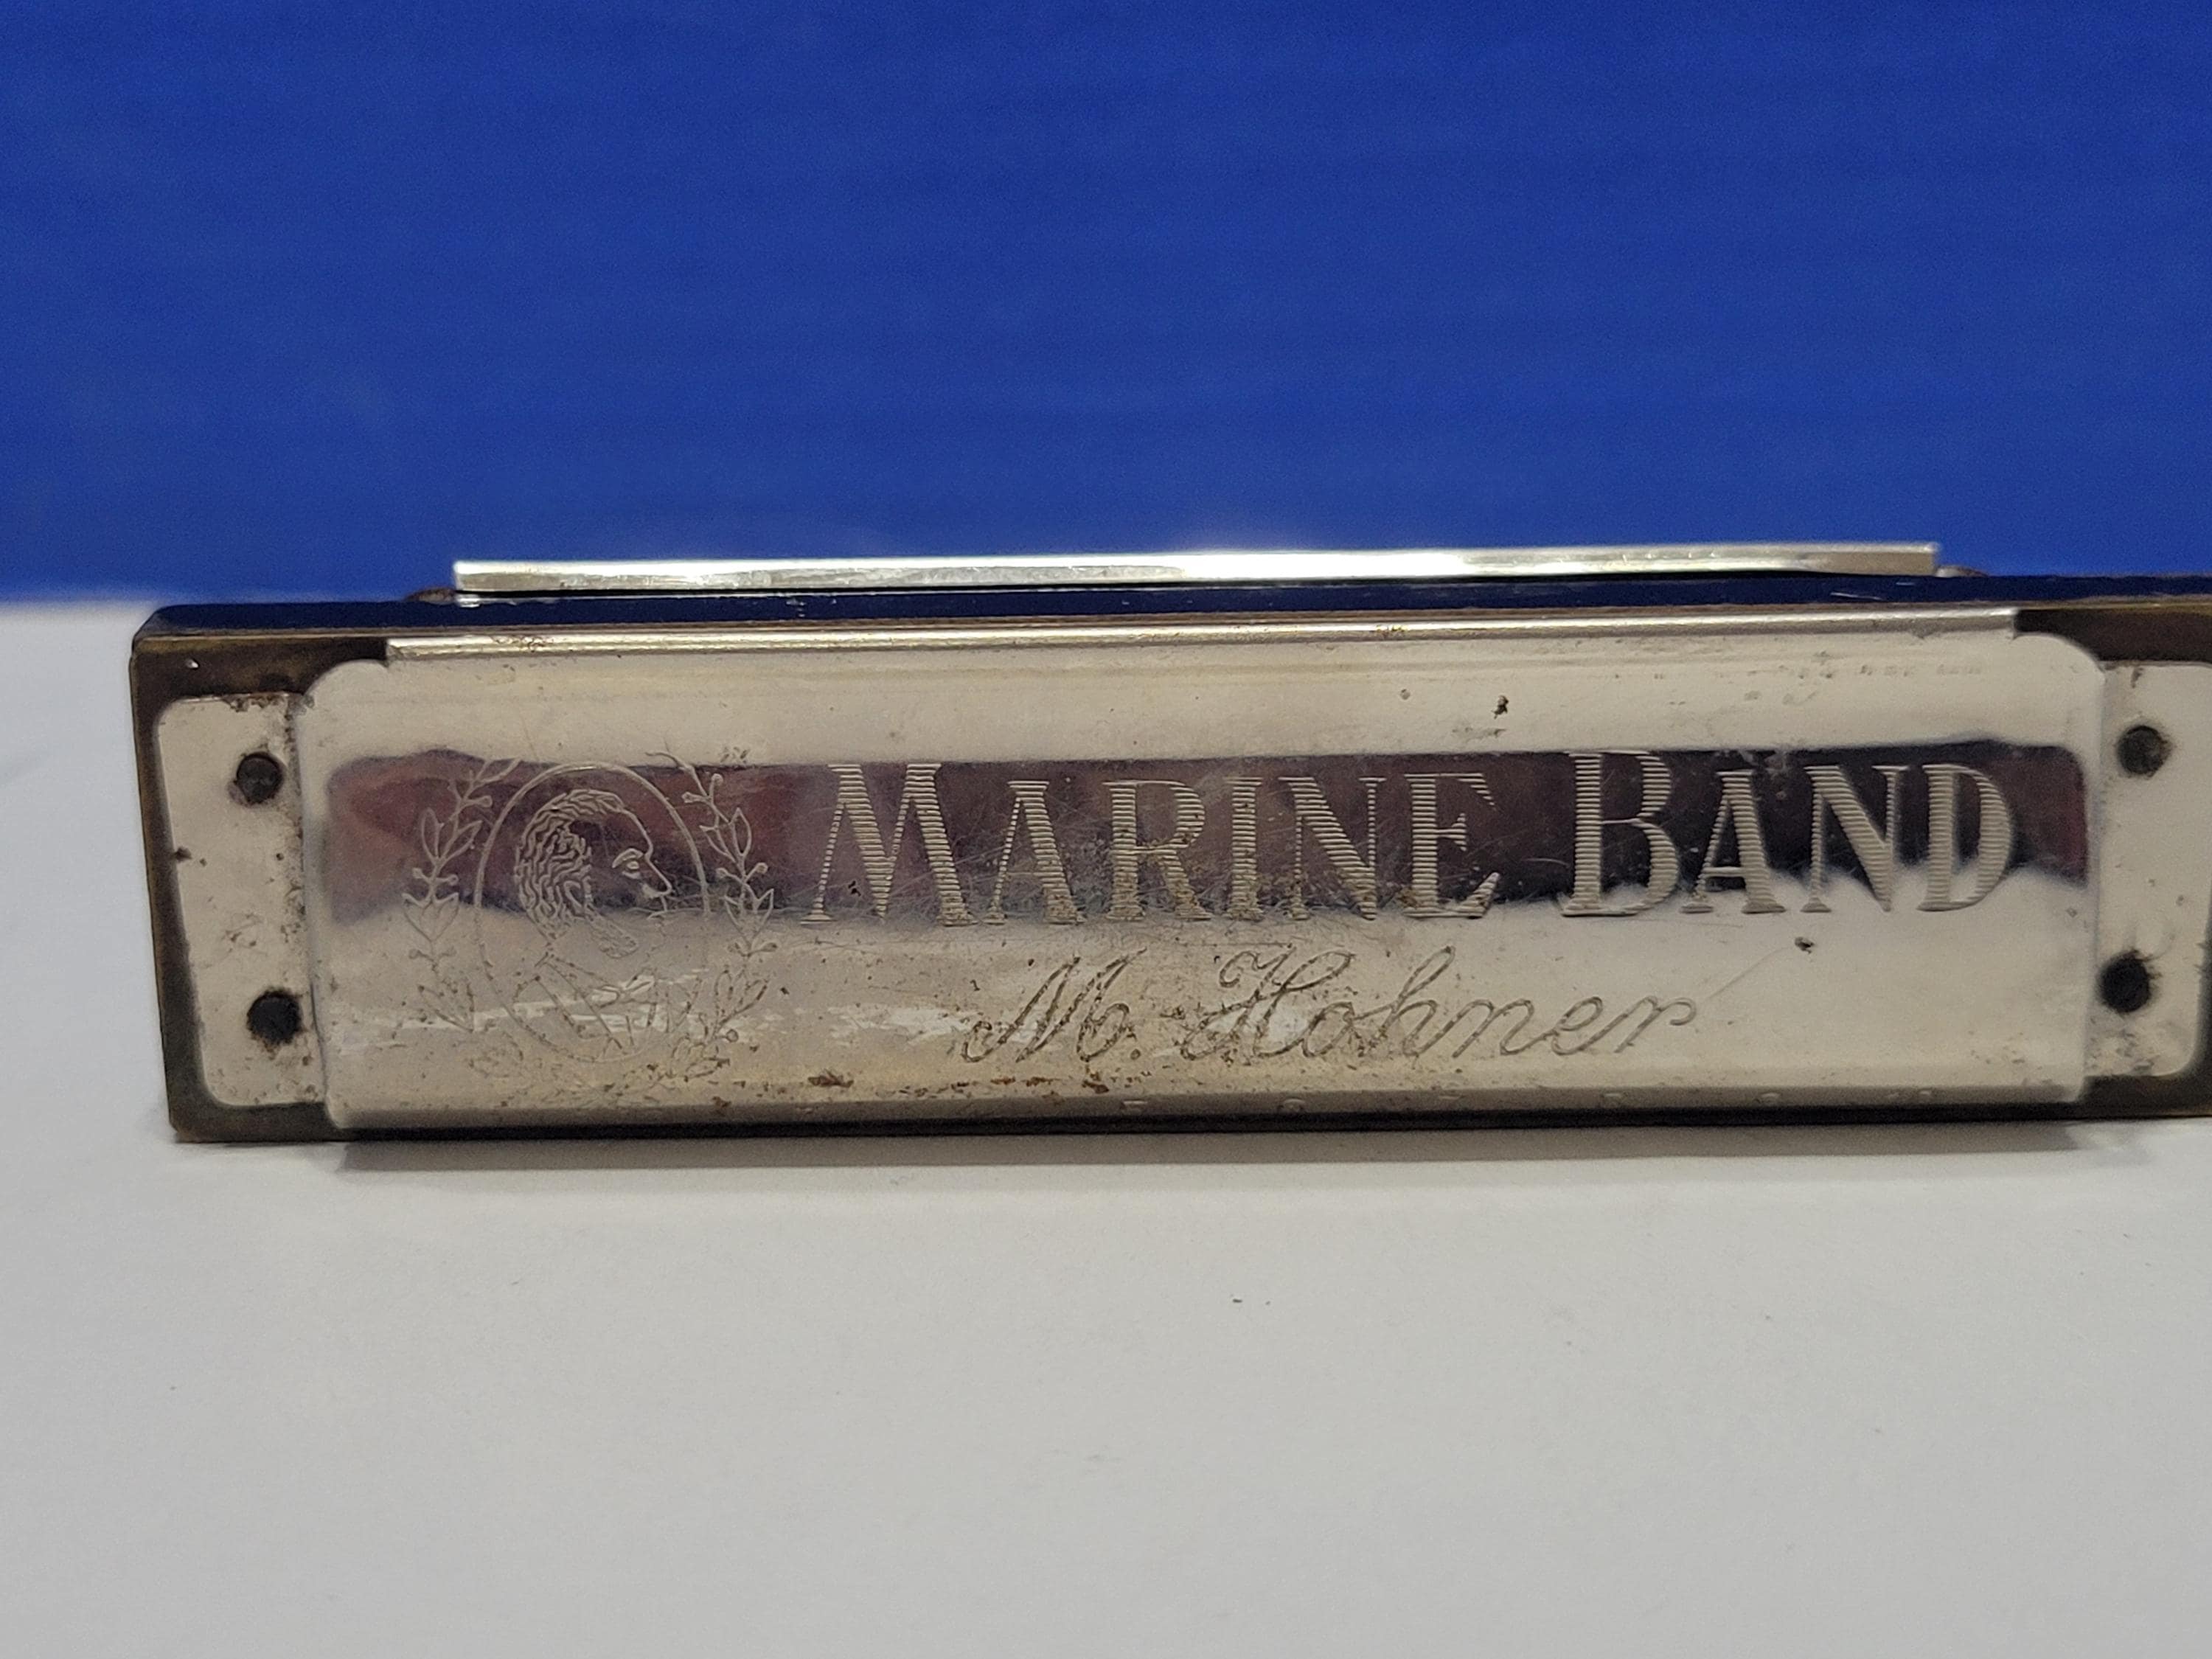 MARINE BAND
M. Hohner